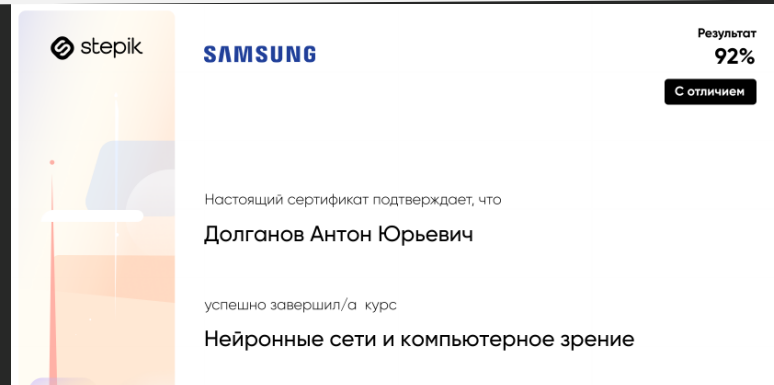 stepik
SAMSUNG
Результат
92%
С отличием
Настоящий сертификат подтверждает, что
Долганов Антон Юрьевич
успешно завершил/а курс
Нейронные сети и компьютерное зрение